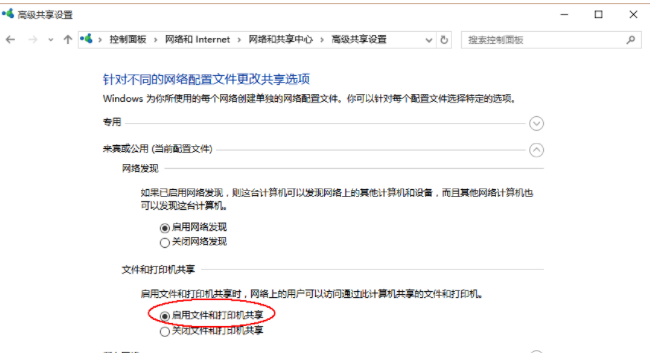 高级共享设置
控制面板 > 网络和 Internet > 网络和共享中心 > 高级共享设置
搜索控制面板
针对不同的网络配置文件更改共享选项
Windows 为你所使用的每个网络创建单独的网络配置文件。你可以针对每个配置文件选择特定的选项。
专用
来宾或公用 (当前配置文件)
网络发现
如果已启用网络发现，则这台计算机可以发现网络上的其他计算机和设备，而且其他网络计算机也
可以发现这台计算机。
启用网络发现
关闭网络发现
文件和打印机共享
启用文件和打印机共享时，网络上的用户可以访问通过此计算机共享的文件和打印机。
启用文件和打印机共享
关闭文件和打印机共享